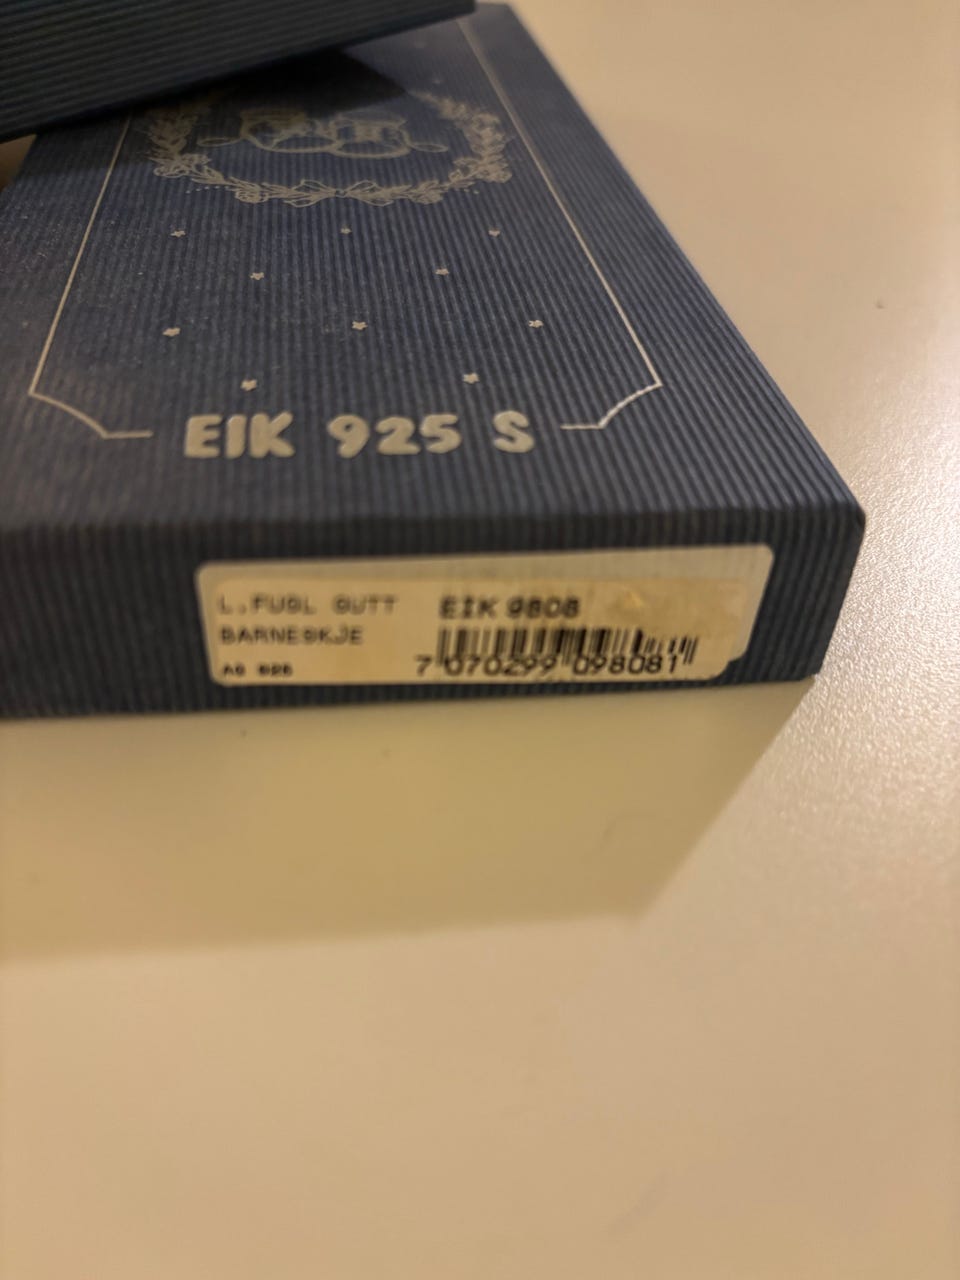 EIK 925 S
L.FUGL GUTT
BARNESKJE
AG 925
EIK 9808
7 070299 098081